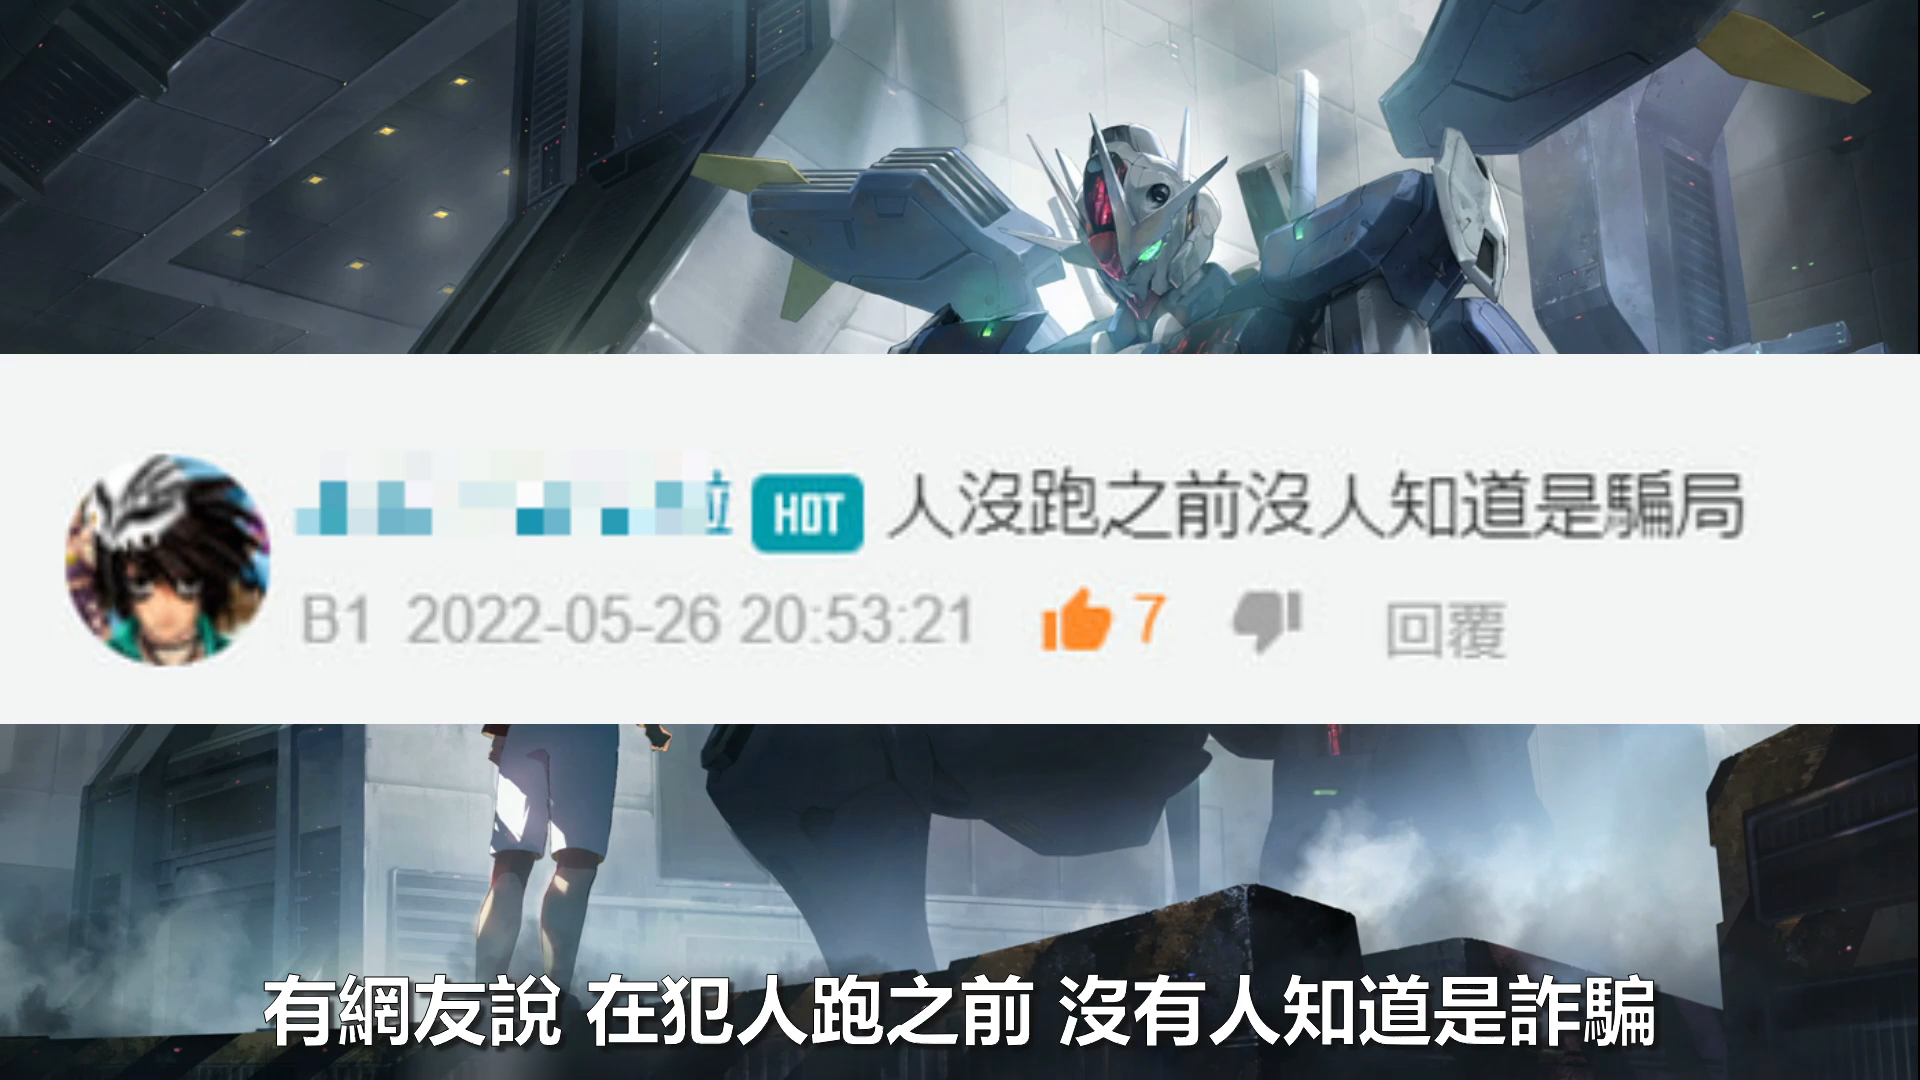 HOT 人沒跑之前沒人知道是騙局
B1 2022-05-26 20:53:21 7 回覆
有網友說 在犯人跑之前 沒有人知道是詐騙